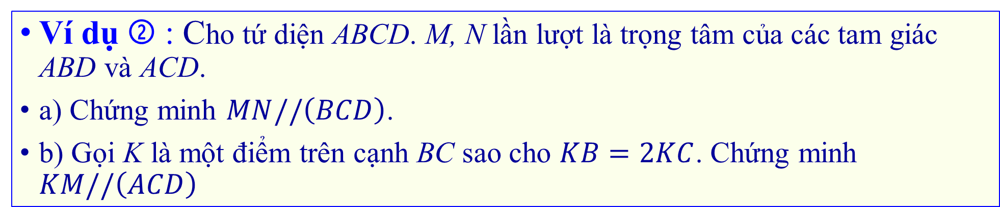 • Ví dụ ② : Cho tứ diện ABCD. M, N lần lượt là trọng tâm của các tam giác
ABD và ACD.
• a) Chứng minh MN//(BCD).
• b) Gọi K là một điểm trên cạnh BC sao cho KB = 2KC. Chứng minh
KM//(ACD)